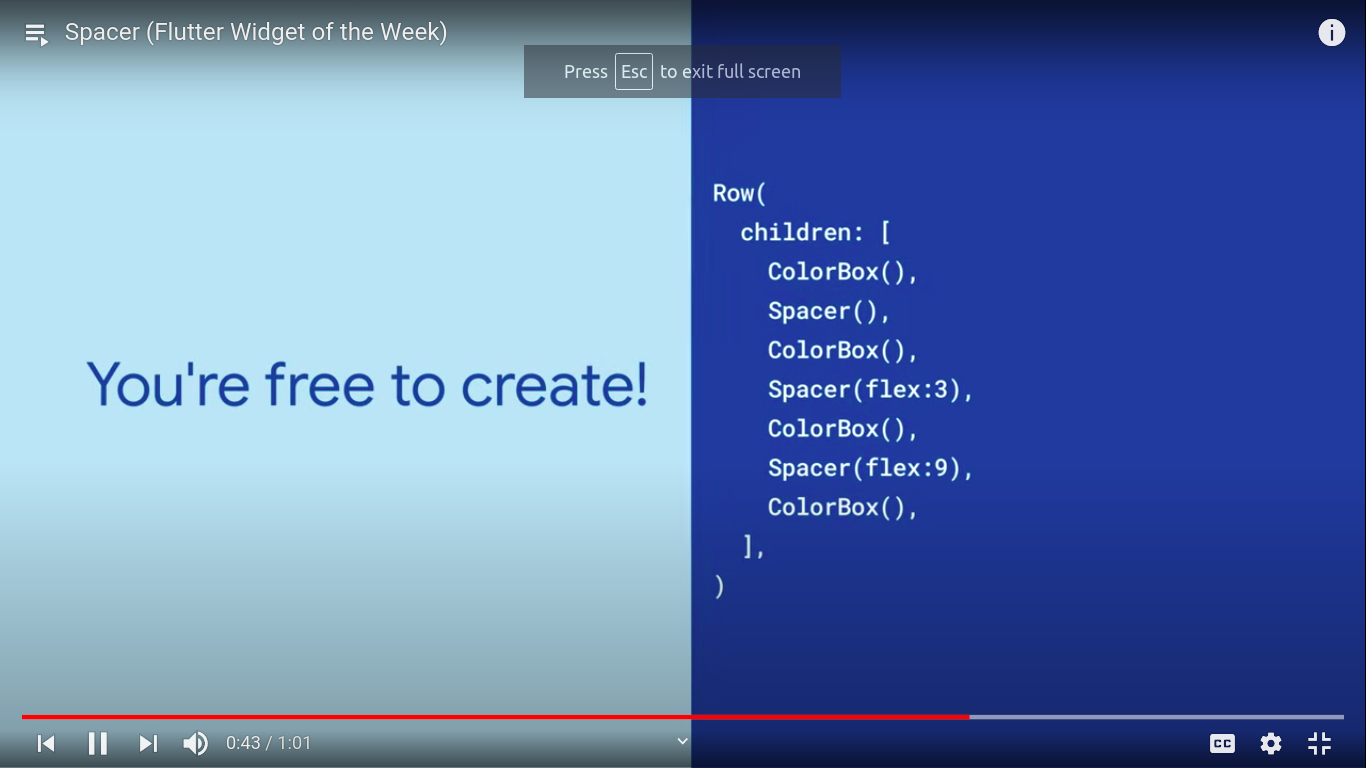 Spacer (Flutter Widget of the Week)
Press Esc to exit full screen
You're free to create!
Row(
  children: [
    ColorBox(),
    Spacer(),
    ColorBox(),
    Spacer(flex:3),
    ColorBox(),
    Spacer(flex:9),
    ColorBox(),
  ],
)
0:43 / 1:01
CC